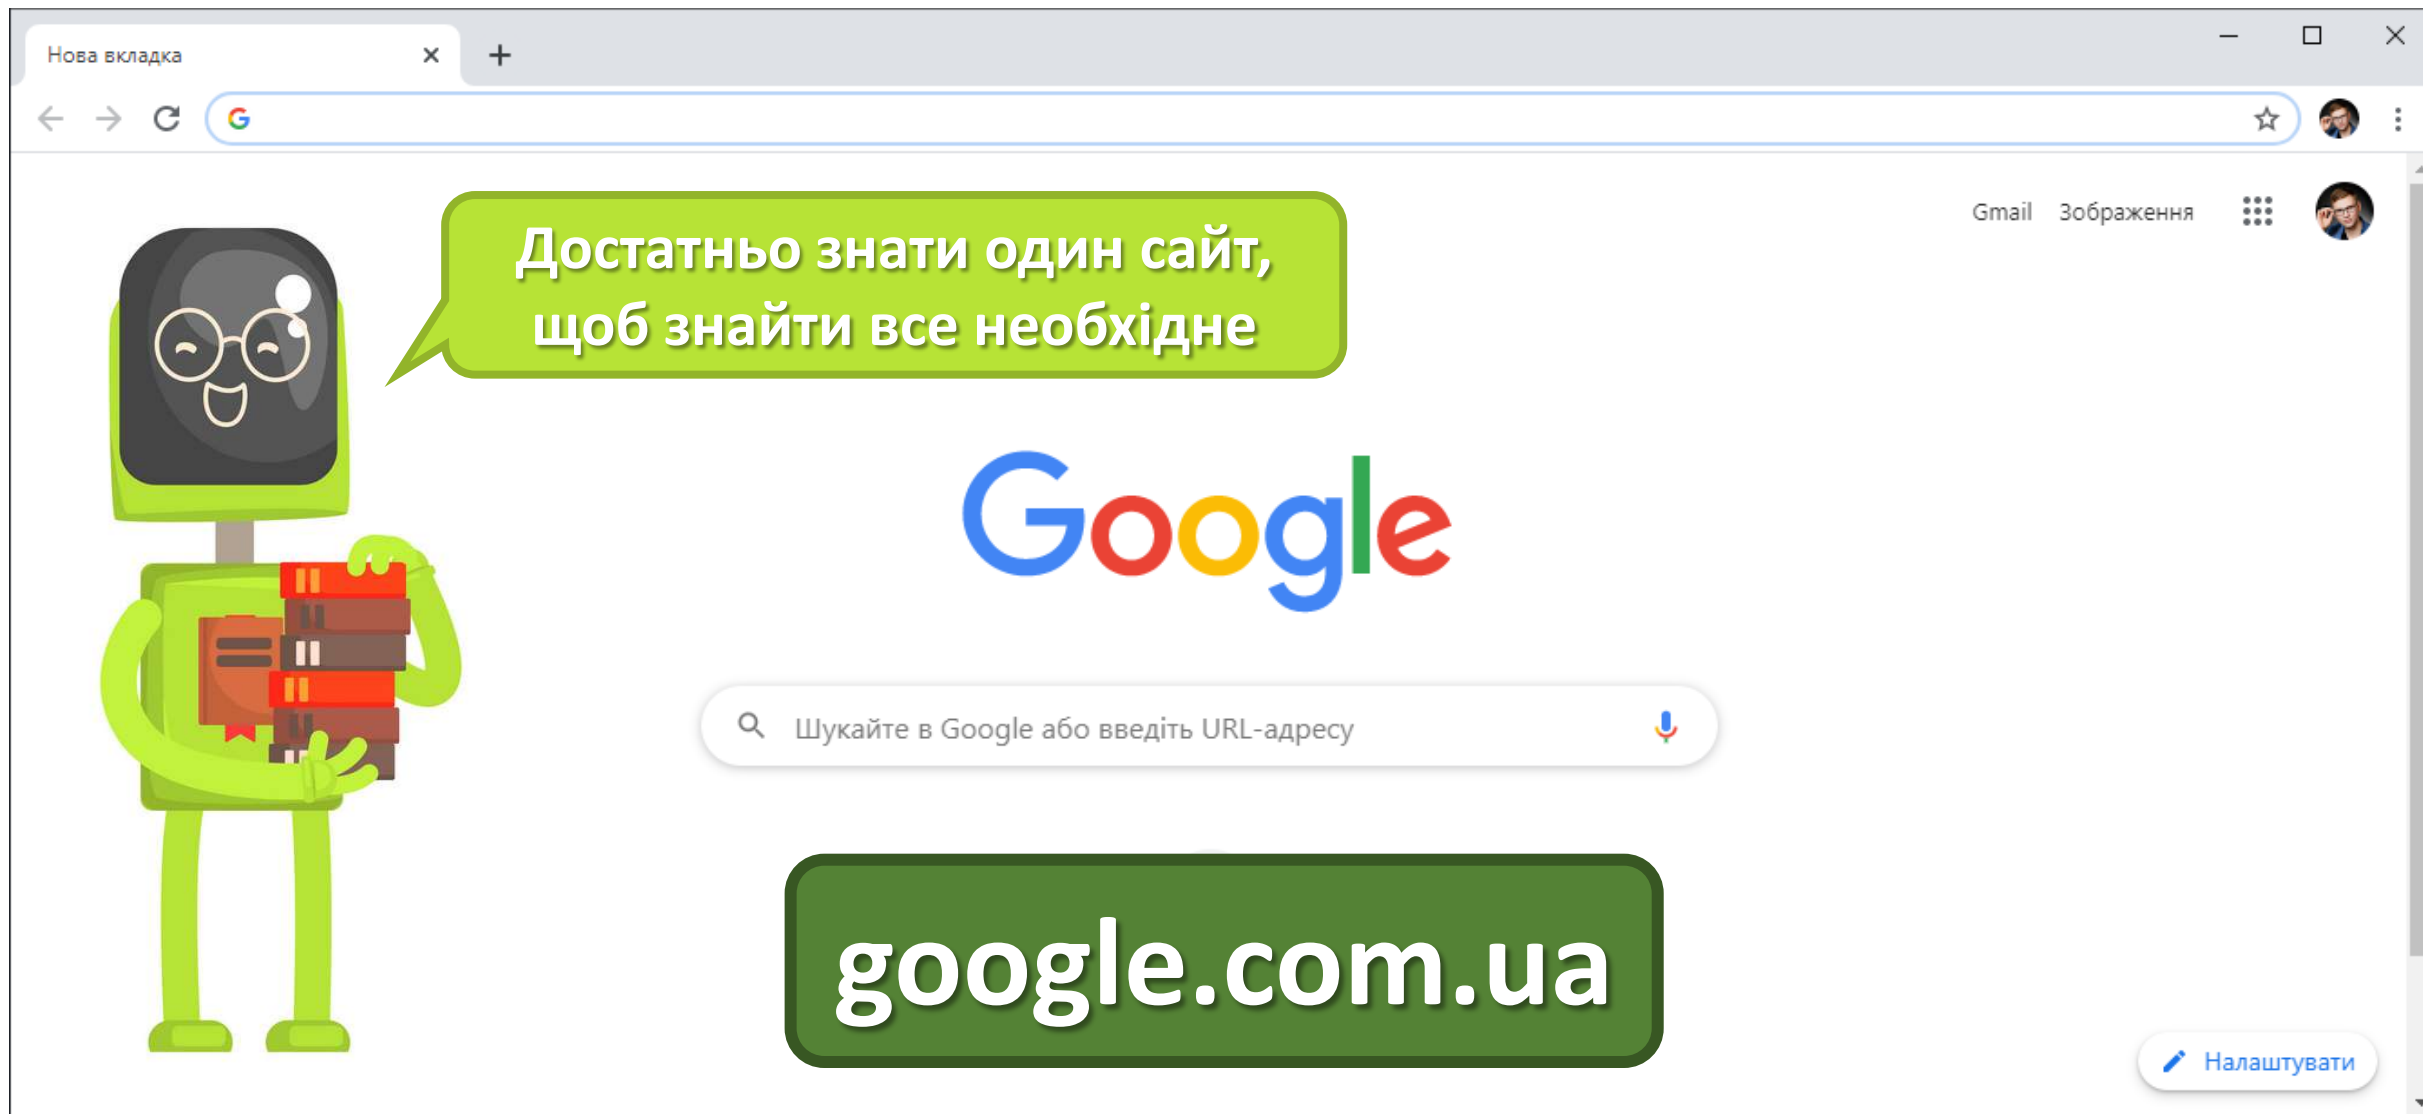 Нова вкладка
Gmail Зображення
Достатньо знати один сайт,
щоб знайти все необхідне
Google
Шукайте в Google або введіть URL-адресу
google.com.ua
Налаштувати